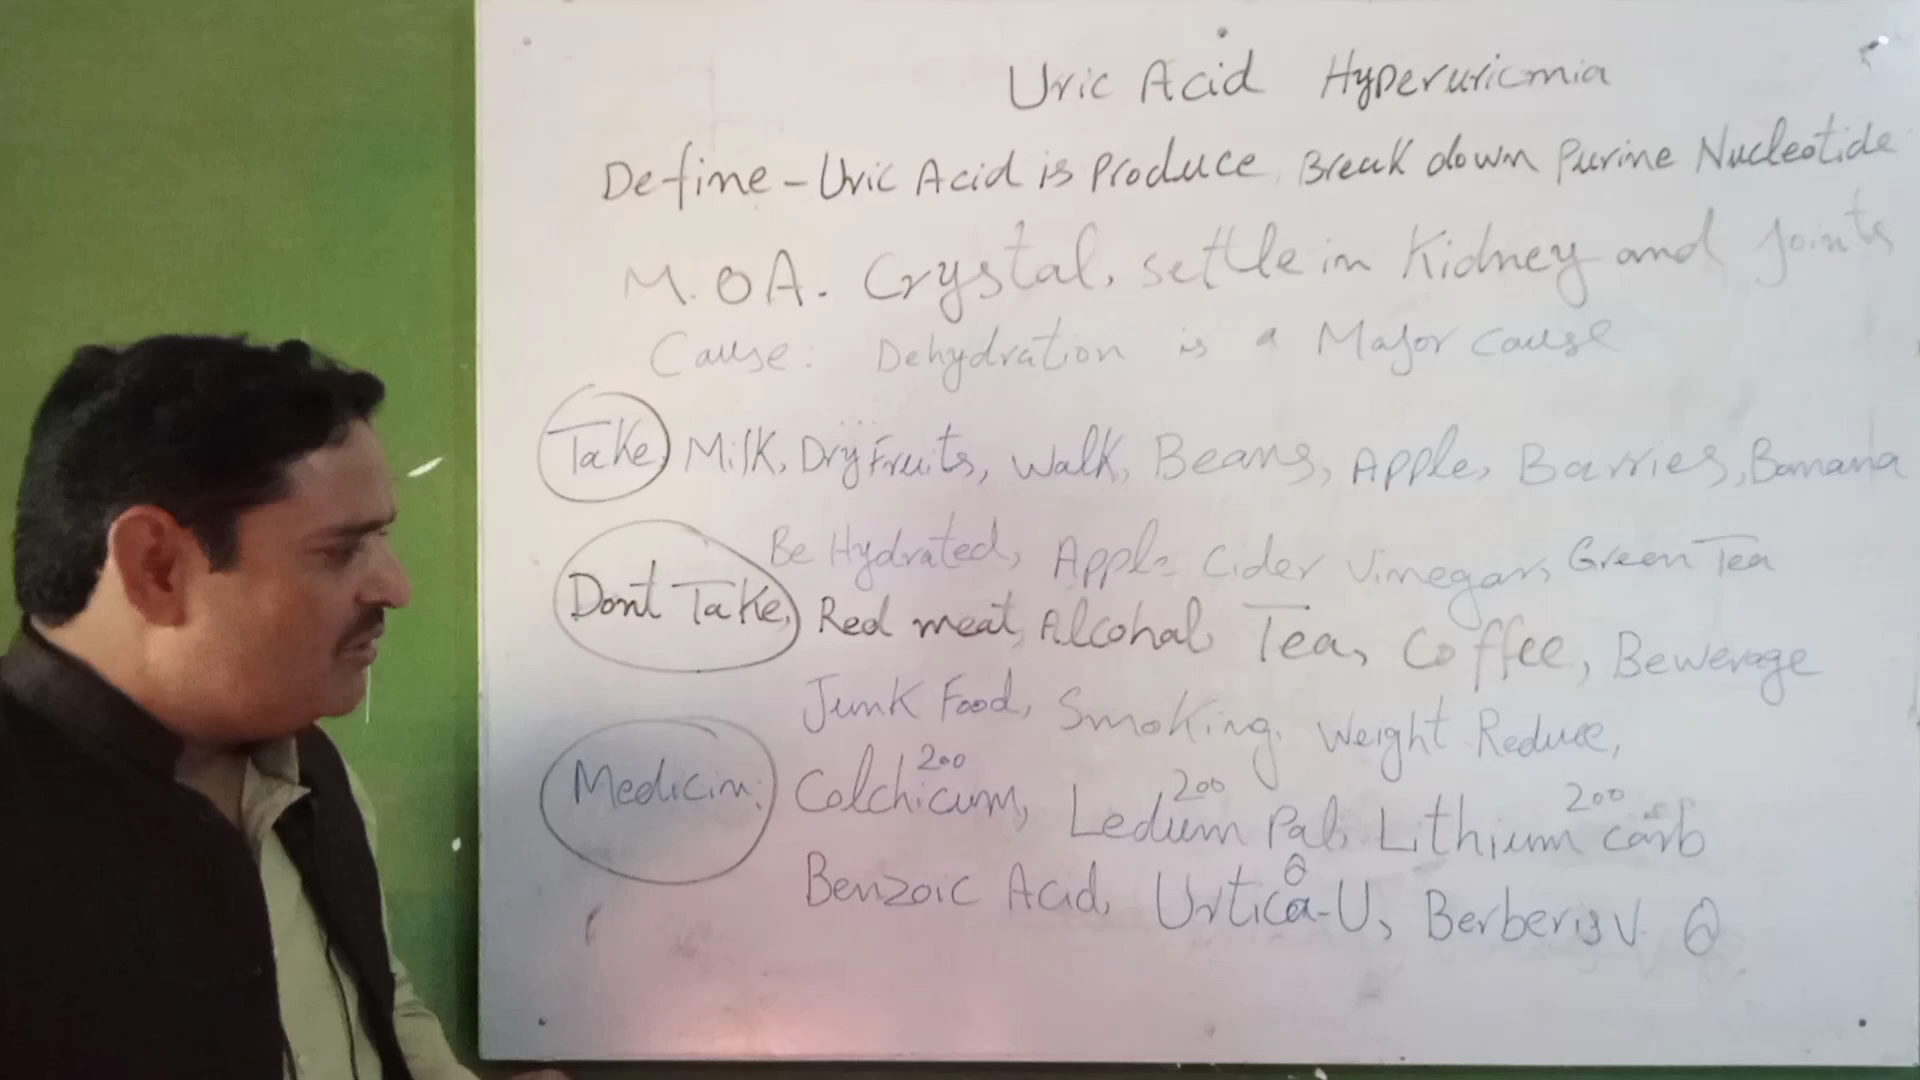 Uric Acid Hyperuricmia
Define - Uric Acid is Produce, Break down Purine Nucleotide
M.O A. Crystal, settle in Kidney and Joints
Cause: Dehydration is a Major cause
Take Milk, Dry Fruits, Walk, Beans, Apple, Barries, Banana
Be Hydrated, Apple Cider Vinegar, Green Tea
Dont Take, Red meat, Alcohal, Tea, Coffee, Bewerage
Junk Food, Smoking, Weight Reduce,
Medicin: Colchicum, 200 Ledum Pal, 200 Lithium carb 200
Benzoic Acid, Urtica-U, Berberis V.